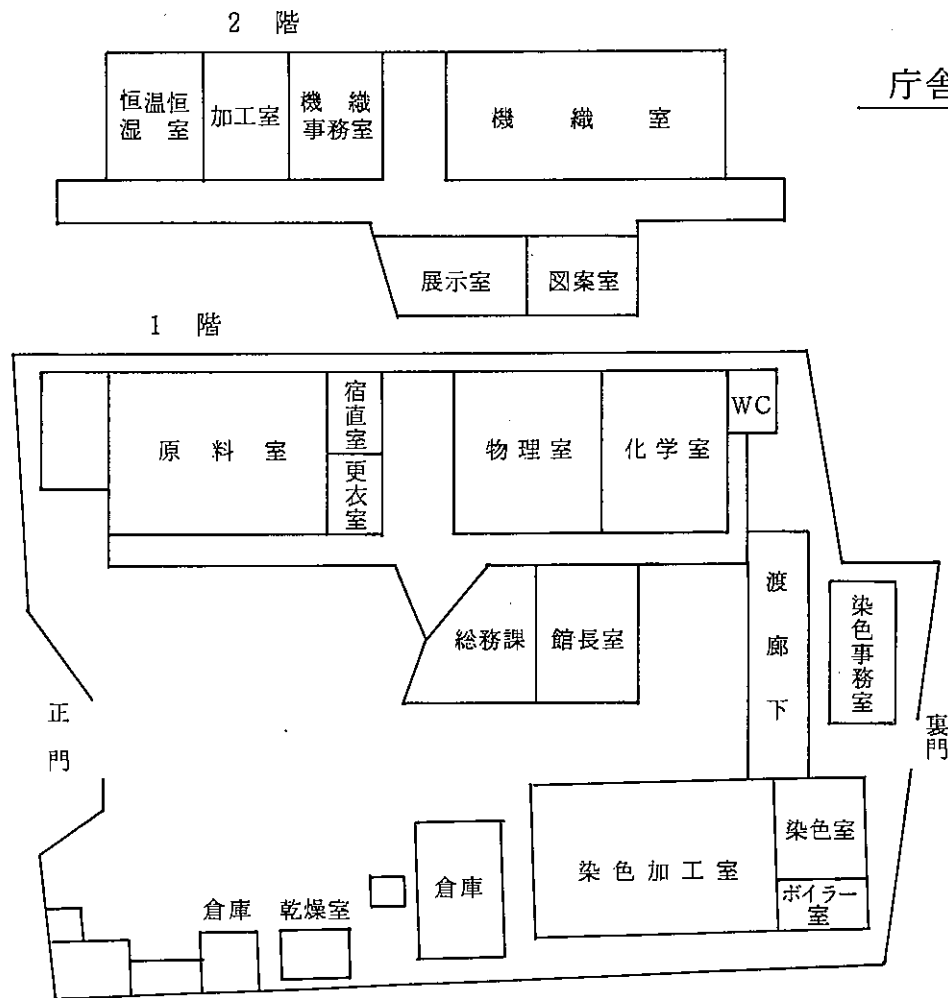 2 階
庁舎
恒温恒
湿 室
加工室
機 織
事務室
機 織 室
展示室
図案室
1 階
原 料 室
宿直室
更衣室
物 理 室
化 学 室
WC
渡廊下
染色事務室
総務課
館長室
正門
裏門
染 色 加 工 室
染色室
ボイラー
室
倉庫
倉庫
乾燥室